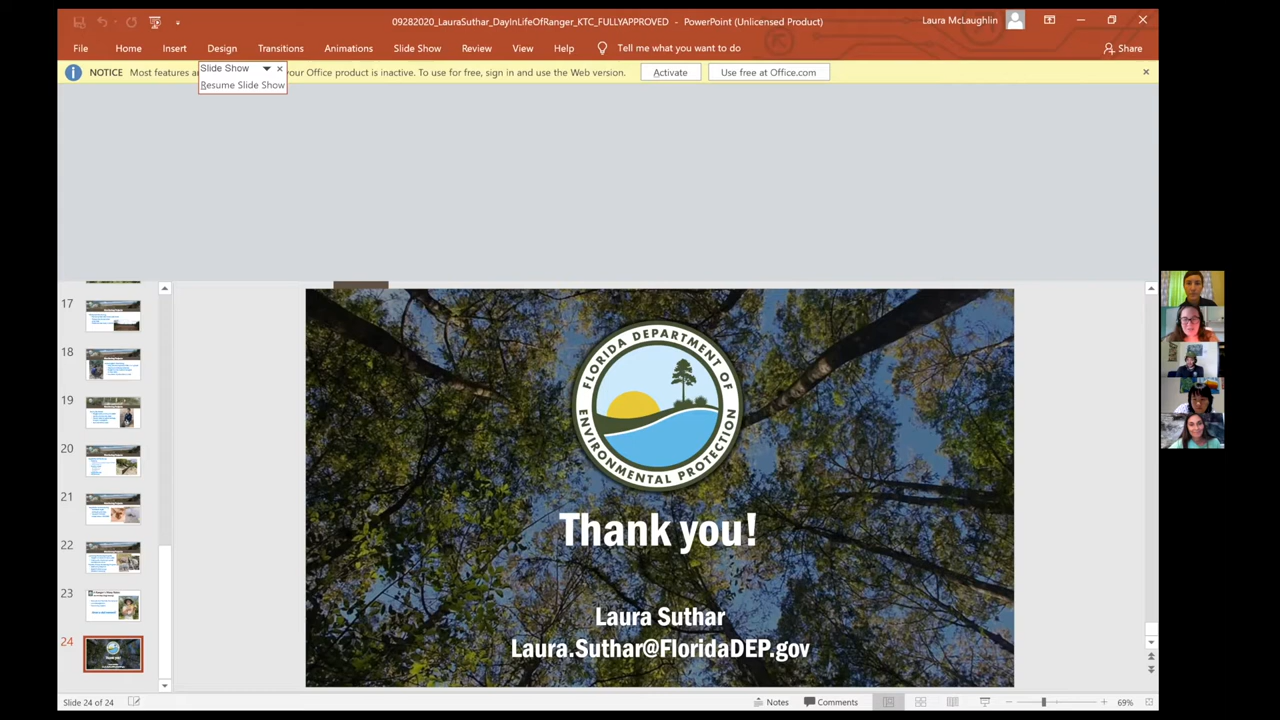 09282020_LauraSuthar_DayInLifeOfRanger_KTC_FULLYAPPROVED - PowerPoint (Unlicensed Product)
Laura McLaughlin
File Home Insert Design Transitions Animations Slide Show Review View Help Tell me what you want to do Share
Slide Show
NOTICE Most features ar your Office product is inactive. To use for free, sign in and use the Web version. Activate Use free at Office.com
Resume Slide Show
17
18
19
20
21
22
23
24
FLORIDA DEPARTMENT OF
ENVIRONMENTAL PROTECTION
Thank you!
Laura Suthar
Laura.Suthar@FloridaDEP.gov
Slide 24 of 24 Notes Comments 69%